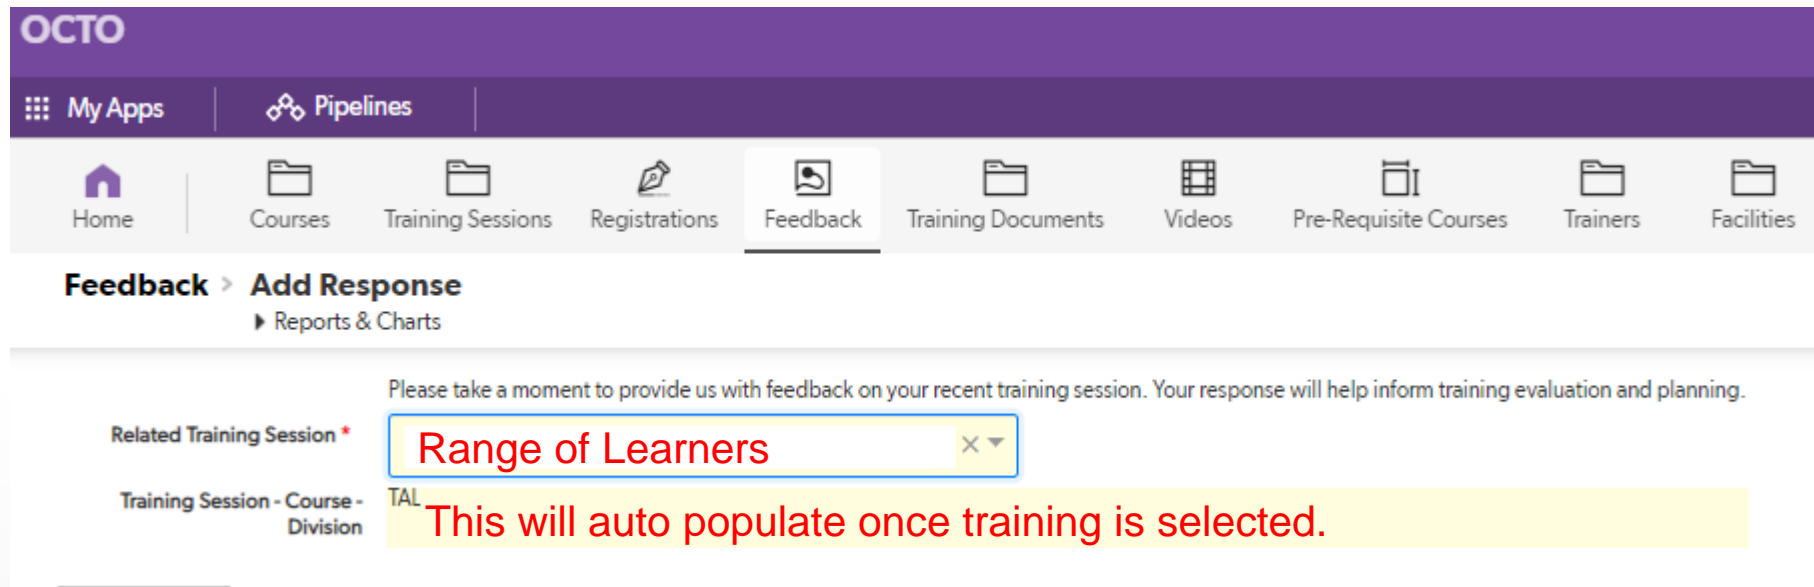 OCTO
My Apps Pipelines
Home Courses Training Sessions Registrations Feedback Training Documents Videos Pre-Requisite Courses Trainers Facilities
Feedback > Add Response
Reports & Charts
Please take a moment to provide us with feedback on your recent training session. Your response will help inform training evaluation and planning.
Related Training Session * Range of Learners
Training Session - Course - TAL
Division This will auto populate once training is selected.